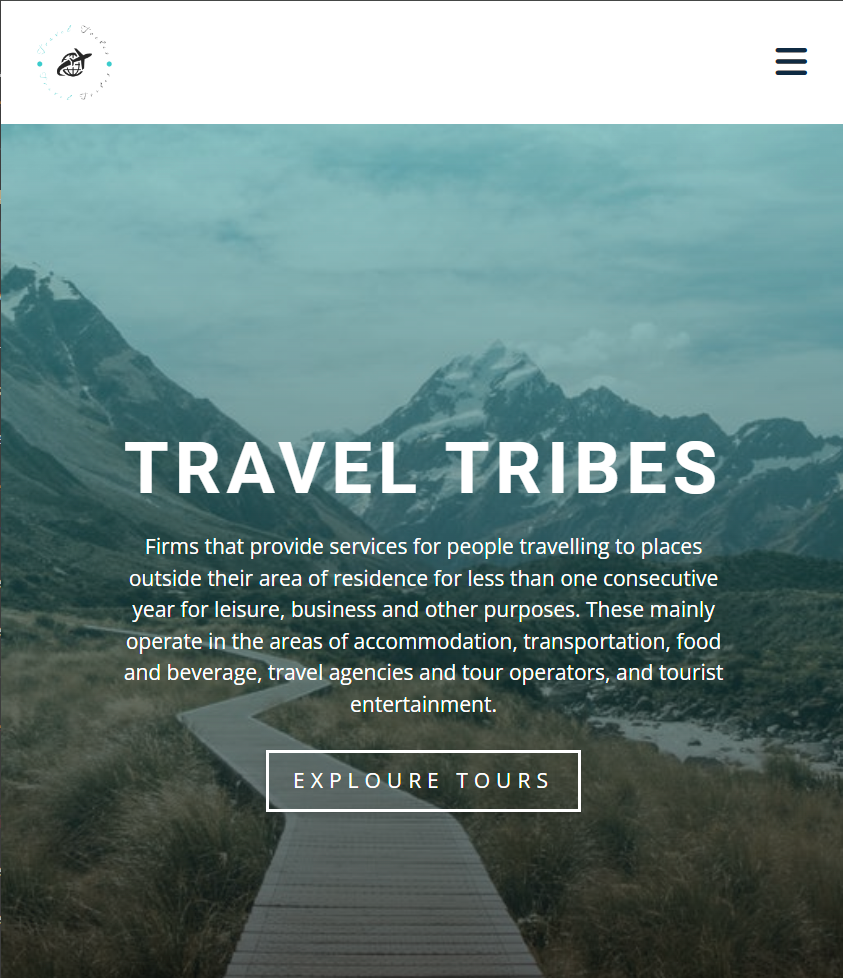 TRAVEL TRIBES
Firms that provide services for people travelling to places
outside their area of residence for less than one consecutive
year for leisure, business and other purposes. These mainly
operate in the areas of accommodation, transportation, food
and beverage, travel agencies and tour operators, and tourist
entertainment.
EXPLOURE TOURS